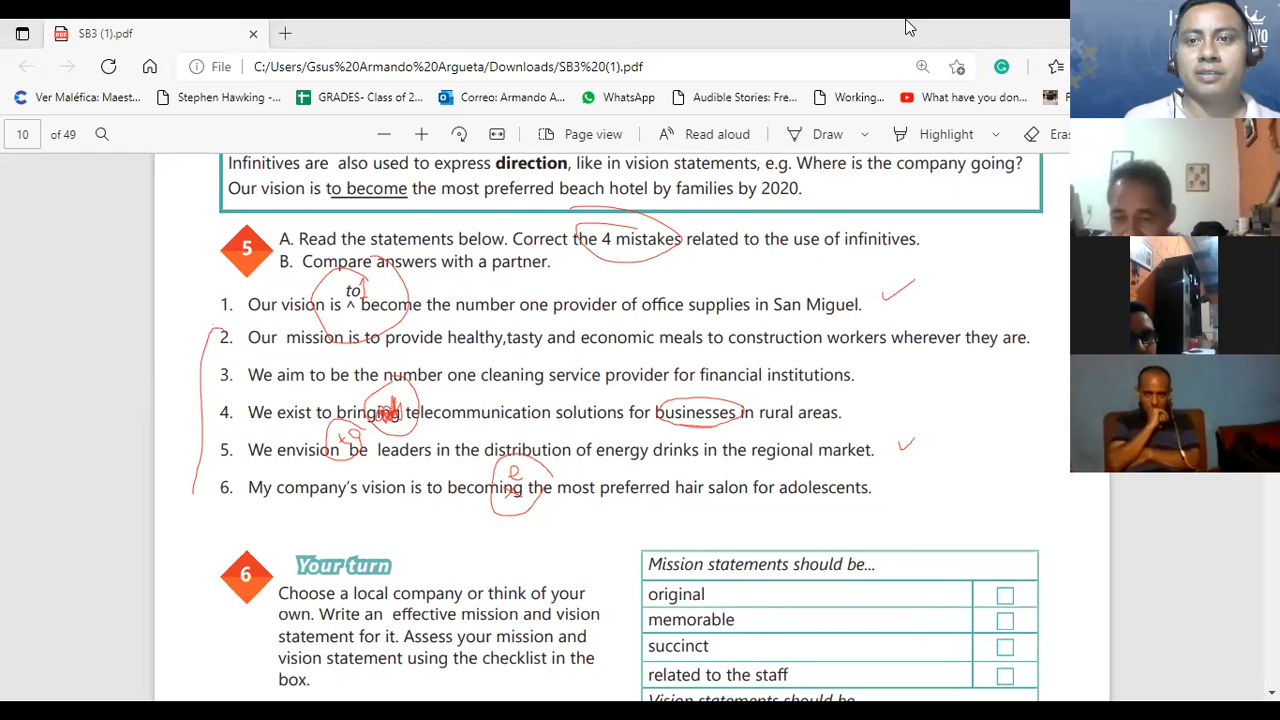 SB3 (1).pdf
File
C:/Users/Gsus%20Armando%20Argueta/Downloads/SB3%20(1).pdf
Ver Maléfica: Maest...
Stephen Hawking -...
GRADES- Class of 2...
Correo: Armando A...
WhatsApp
Audible Stories: Fre...
Working,...
What have you don...
10 of 49
Page view
Read aloud
Draw
Highlight
Eras
Infinitives are also used to express direction, like in vision statements, e.g. Where is the company going?
Our vision is to become the most preferred beach hotel by families by 2020.
5
A. Read the statements below. Correct the 4 mistakes related to the use of infinitives.
B. Compare answers with a partner.
to
1. Our vision is ^ become the number one provider of office supplies in San Miguel.
2. Our mission is to provide healthy,tasty and economic meals to construction workers wherever they are.
3. We aim to be the number one cleaning service provider for financial institutions.
4. We exist to bringing telecommunication solutions for businesses in rural areas.
to
5. We envision be leaders in the distribution of energy drinks in the regional market.
e
6. My company's vision is to becoming the most preferred hair salon for adolescents.
6
Your turn
Choose a local company or think of your
own. Write an effective mission and vision
statement for it. Assess your mission and
vision statement using the checklist in the
box.
Mission statements should be...
original
memorable
succinct
related to the staff
Vision statements should be